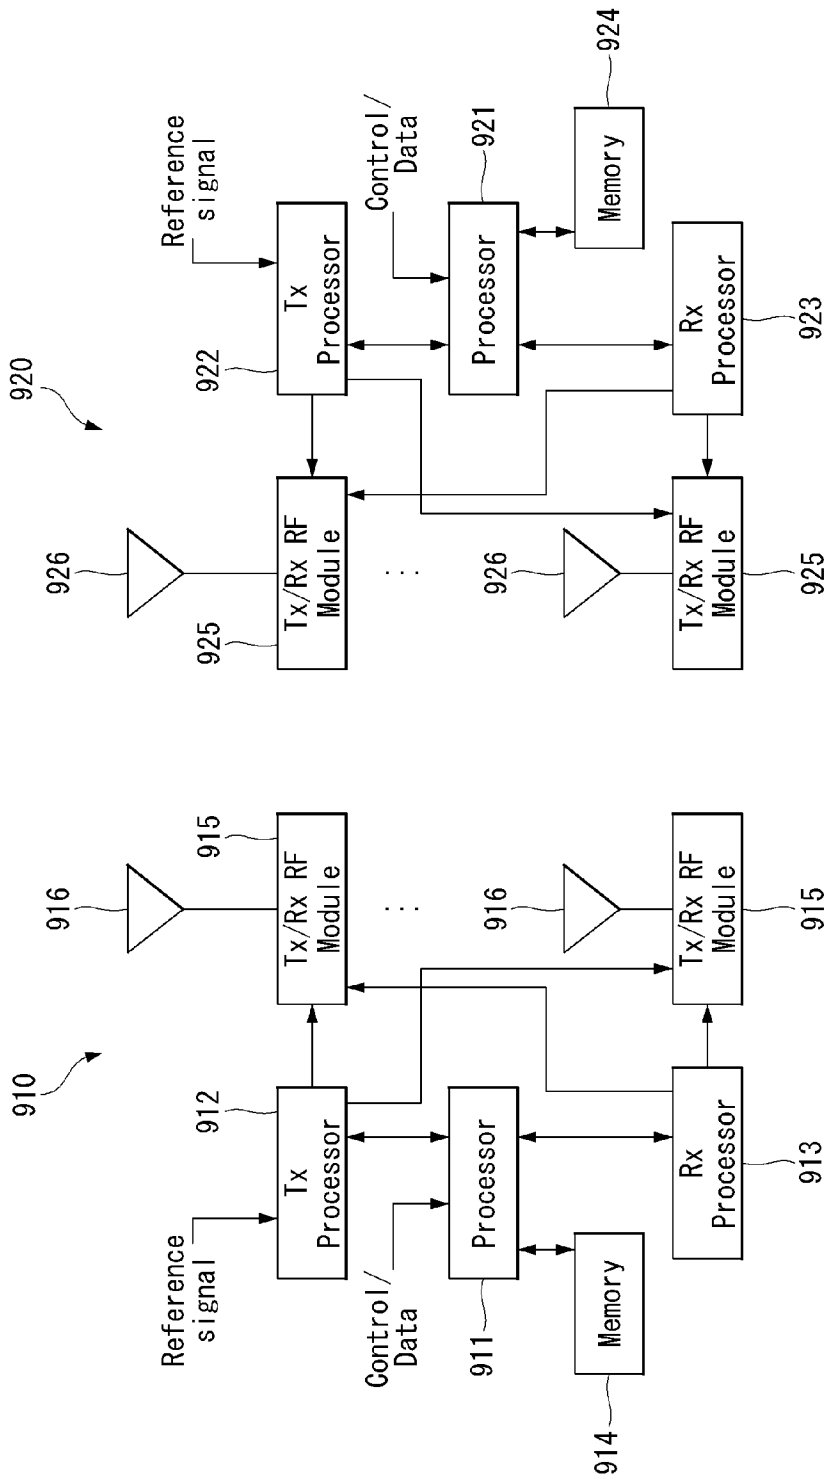 910
Reference
signal
Tx
Processor
912
Tx/Rx RF
Module
915
916
Control/
Data
Processor
911
Memory
914
...
Rx
Processor
913
Tx/Rx RF
Module
915
916
920
926
Tx/Rx RF
Module
925
Tx
Processor
922
Reference
signal
...
Control/
Data
Processor
921
Memory
924
926
Tx/Rx RF
Module
925
Rx
Processor
923